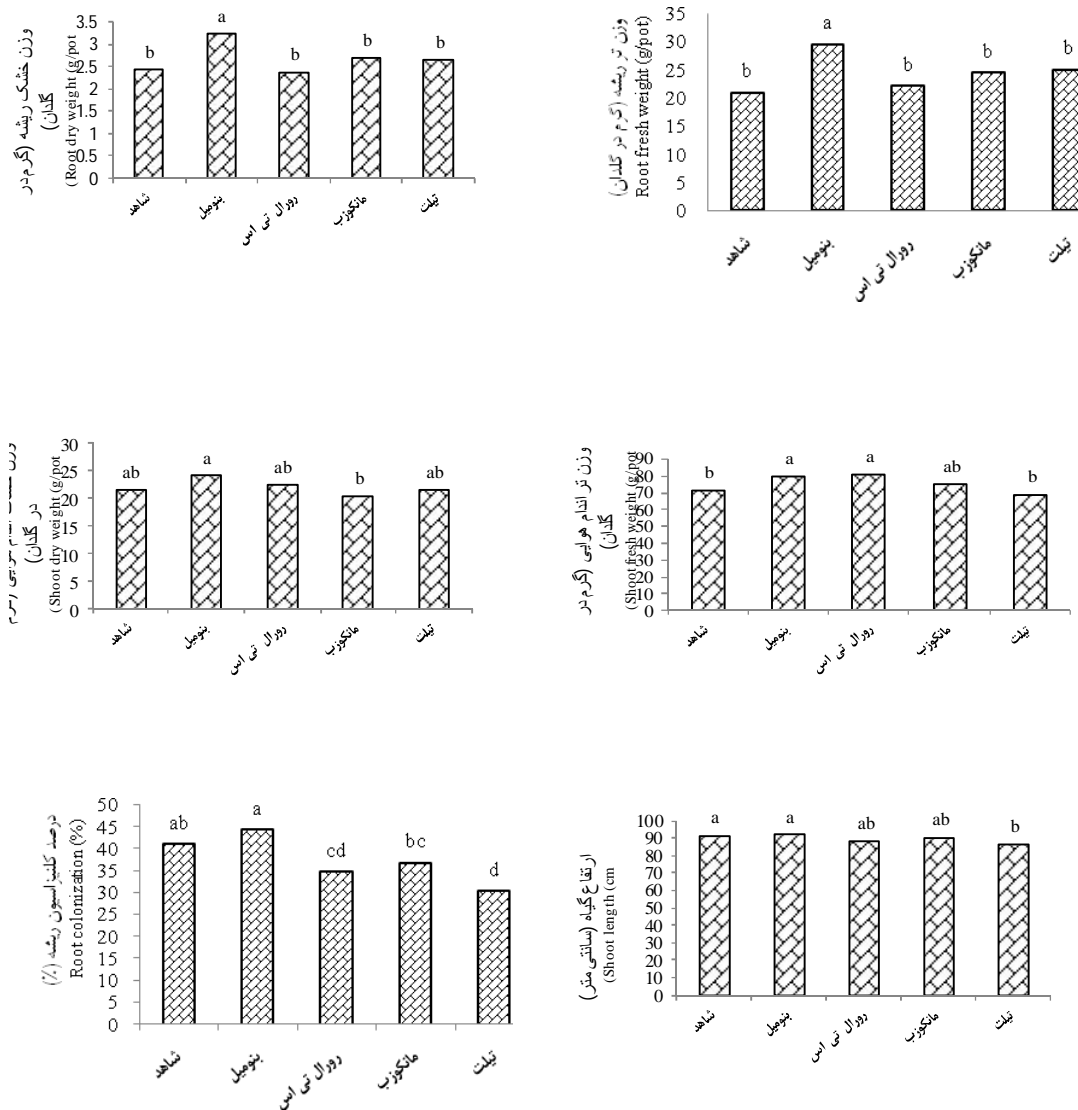 وزن خشک ریشه (گرم در
گلدان)
(Root dry weight (g/pot
3.5
3
2.5
2
1.5
1
0.5
0
b
a
b
b
b
شاهد
بنومیل
رورال تی اس
مانکوزب
تیلت
وزن تر ریشه (گرم در گلدان)
Root fresh weight (g/pot)
35
30
25
20
15
10
5
0
b
a
b
b
b
شاهد
بنومیل
رورال تی اس
مانکوزب
تیلت
در گلدان)
(Shoot dry weight (g/pot
30
25
20
15
10
5
0
ab
a
ab
b
ab
شاهد
بنومیل
رورال تی اس
مانکوزب
تیلت
وزن تر اندام هوایی (گرم در
گلدان)
(Shoot fresh weight (g/pot
90
80
70
60
50
40
30
20
10
0
b
a
a
ab
b
شاهد
بنومیل
رورال تی اس
مانکوزب
تیلت
درصد کلنیزاسیون ریشه (%)
Root colonization (%)
50
45
40
35
30
25
20
15
10
5
0
ab
a
cd
bc
d
شاهد
بنومیل
رورال تی اس
مانکوزب
تیلت
ارتفاع گیاه (سانتی متر)
(Shoot length (cm
100
90
80
70
60
50
40
30
20
10
0
a
a
ab
ab
b
شاهد
بنومیل
رورال تی اس
مانکوزب
تیلت